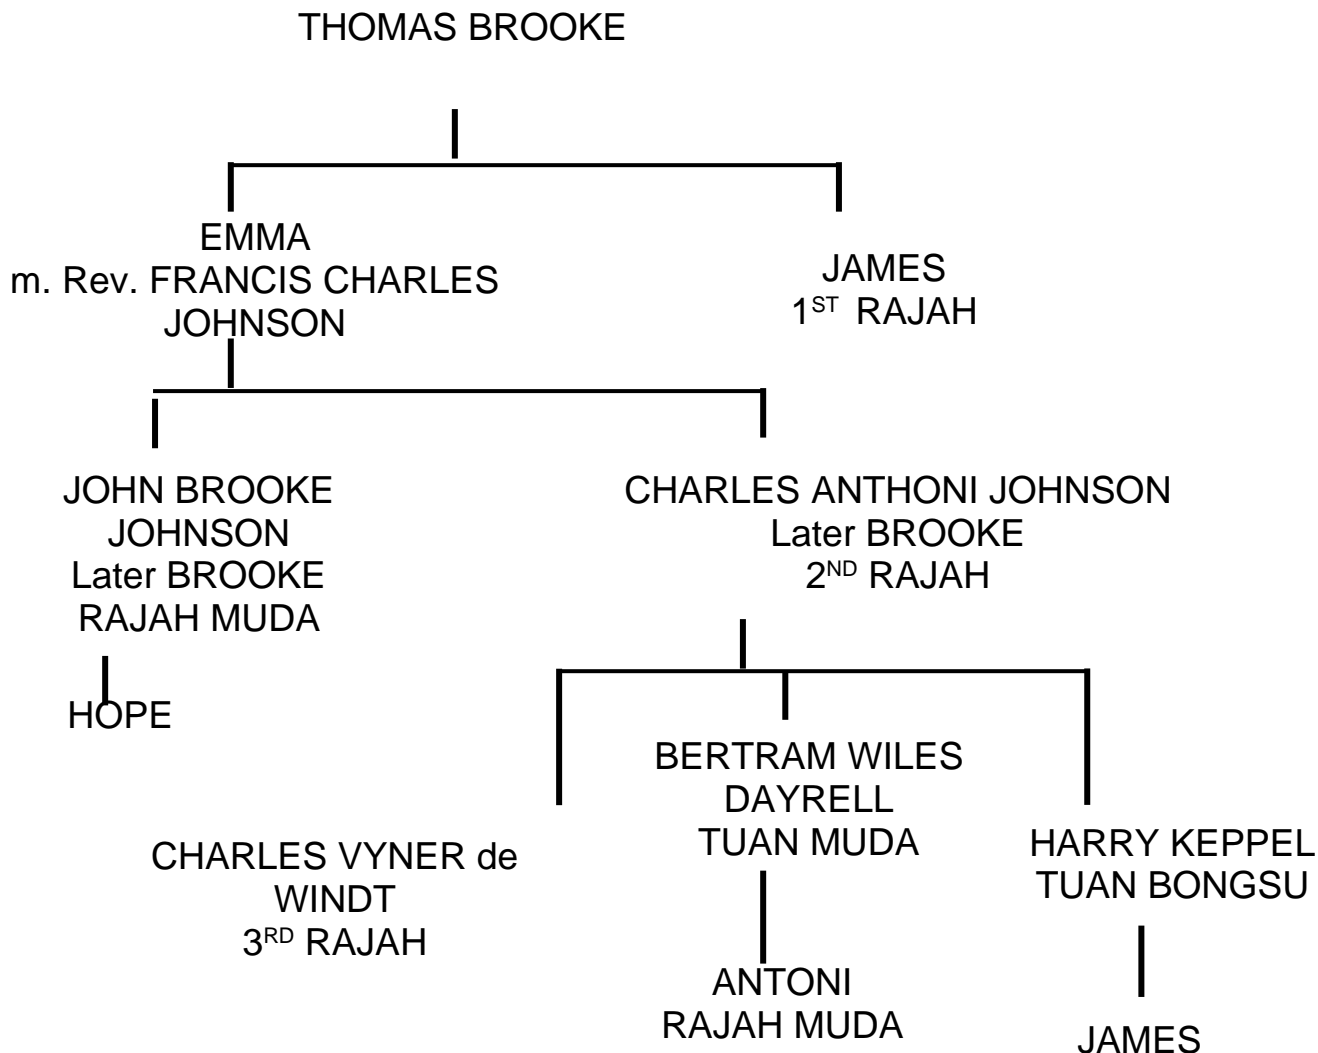 THOMAS BROOKE
EMMA
m. Rev. FRANCIS CHARLES
JOHNSON
JAMES
1ST RAJAH
JOHN BROOKE
JOHNSON
Later BROOKE
RAJAH MUDA
CHARLES ANTHONI JOHNSON
Later BROOKE
2ND RAJAH
HOPE
CHARLES VYNER de
WINDT
3RD RAJAH
BERTRAM WILES
DAYRELL
TUAN MUDA
HARRY KEPPEL
TUAN BONGSU
ANTONI
RAJAH MUDA
JAMES